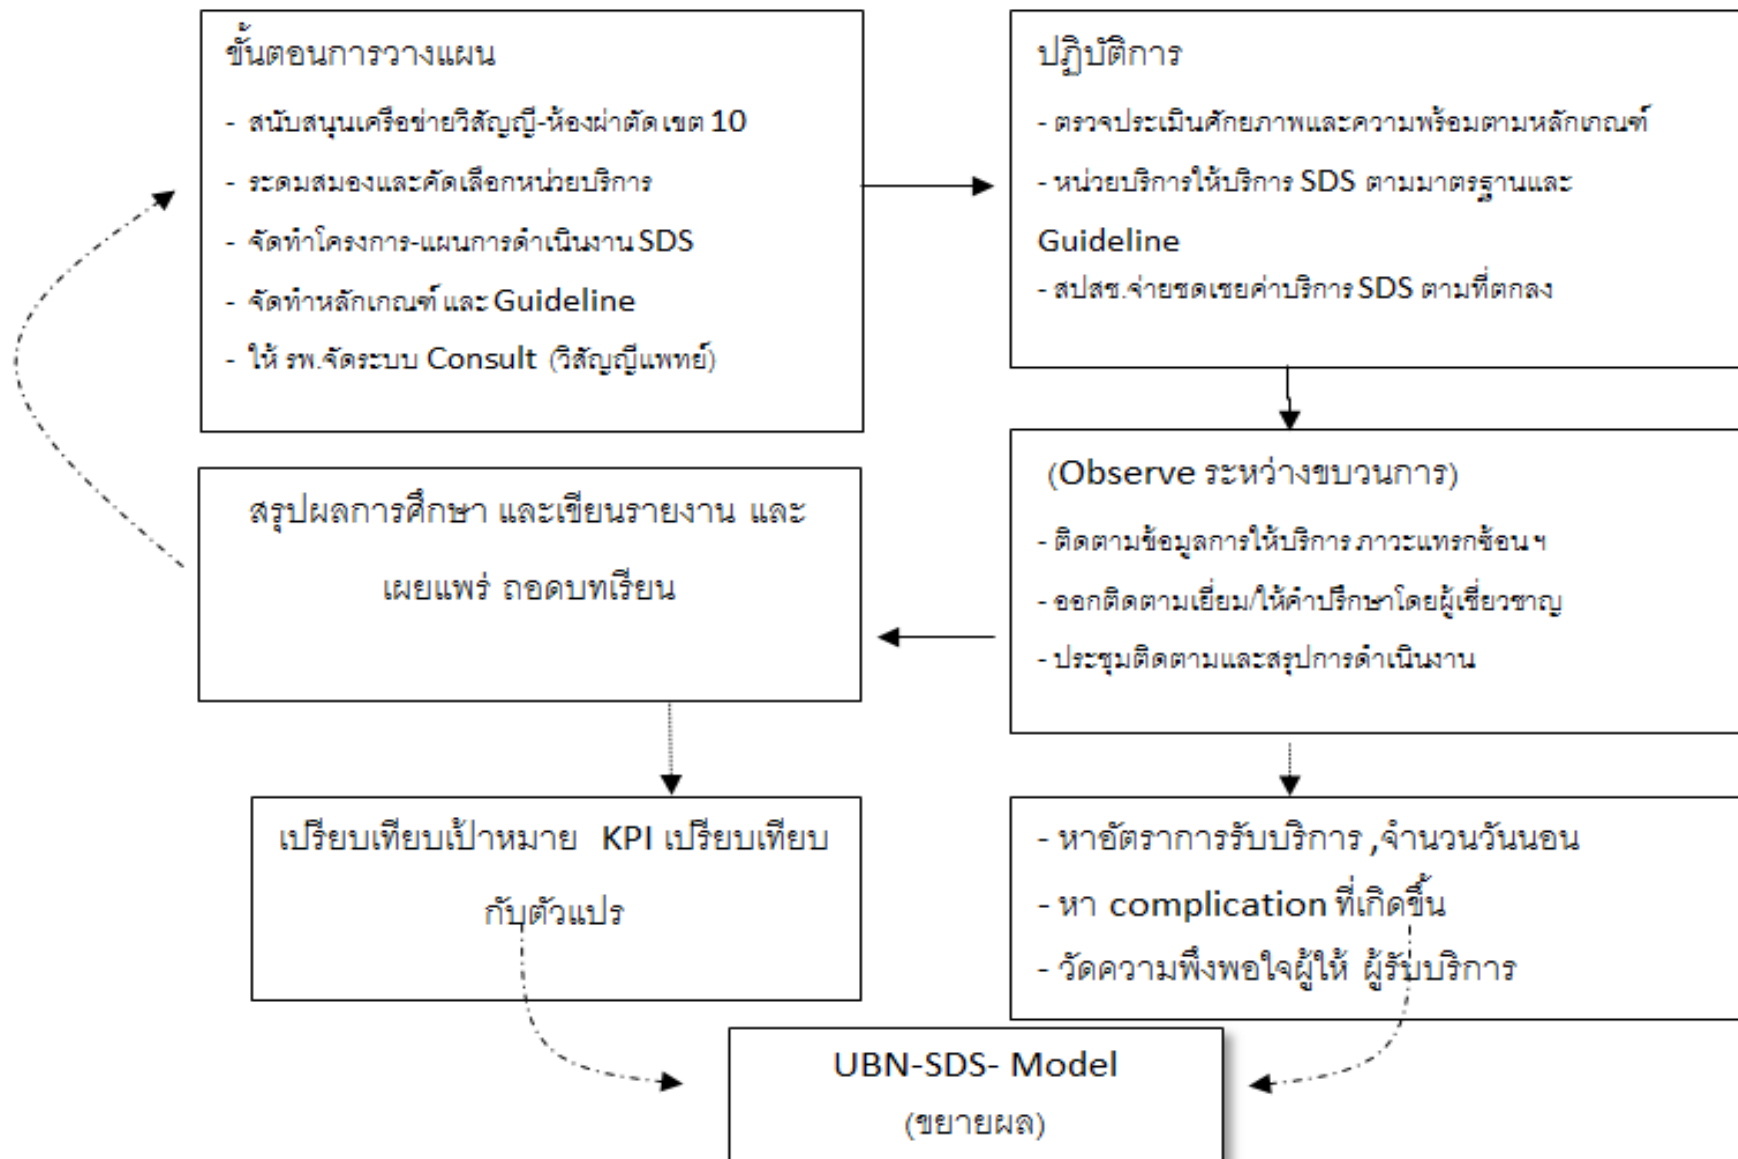 ขั้นตอนการวางแผน
- สนับสนุนเครือข่ายวิสัญญี-ห้องผ่าตัด เขต 10
- ระดมสมองและคัดเลือกหน่วยบริการ
- จัดทำโครงการ-แผนการดำเนินงาน SDS
- จัดทำหลักเกณฑ์ และ Guideline
- ให้ รพ.จัดระบบ Consult (วิสัญญีแพทย์)
ปฏิบัติการ
- ตรวจประเมินศักยภาพและความพร้อมตามหลักเกณฑ์
- หน่วยบริการให้บริการ SDS ตามมาตรฐานและ
Guideline
- สปสช.จ่ายชดเชยค่าบริการ SDS ตามที่ตกลง
(Observe ระหว่างขบวนการ)
- ติดตามข้อมูลการให้บริการ ภาวะแทรกซ้อน ฯ
- ออกติดตามเยี่ยม/ให้คำปรึกษาโดยผู้เชี่ยวชาญ
- ประชุมติดตามและสรุปการดำเนินงาน
สรุปผลการศึกษา และเขียนรายงาน และ
เผยแพร่ ถอดบทเรียน
เปรียบเทียบเป้าหมาย KPI เปรียบเทียบ
กับตัวแปร
- หาอัตราการรับบริการ ,จำนวนวันนอน
- หา complication ที่เกิดขึ้น
- วัดความพึงพอใจผู้ให้ ผู้รับบริการ
UBN-SDS- Model
(ขยายผล)